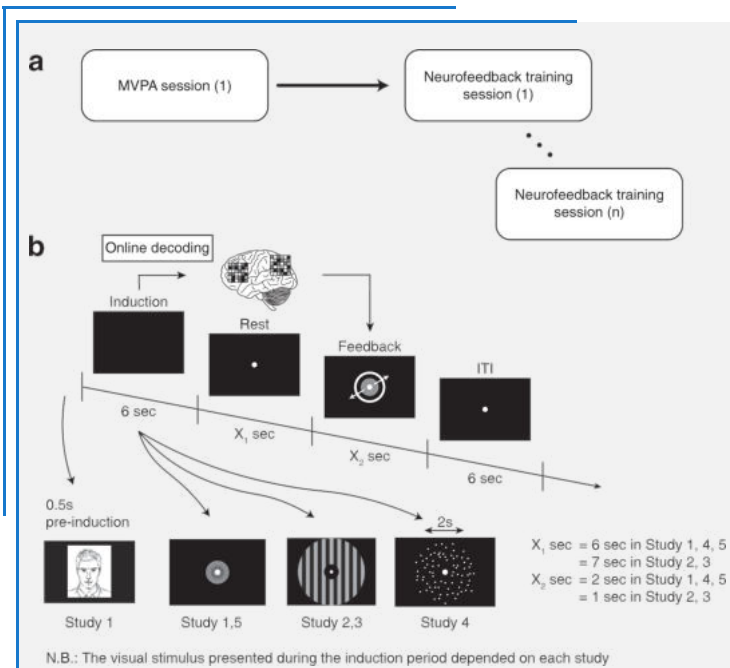 a
MVPA session (1)
Neurofeedback training
session (1)
Neurofeedback training
session (n)
b
Online decoding
Induction
Rest
Feedback
ITI
6 sec
X₁ sec
X₂ sec
6 sec
0.5s
pre-induction
2s
Study 1
Study 1,5
Study 2,3
Study 4
X₁ sec = 6 sec in Study 1, 4, 5
= 7 sec in Study 2, 3
X₂ sec = 2 sec in Study 1, 4, 5
= 1 sec in Study 2, 3
N.B.: The visual stimulus presented during the induction period depended on each study